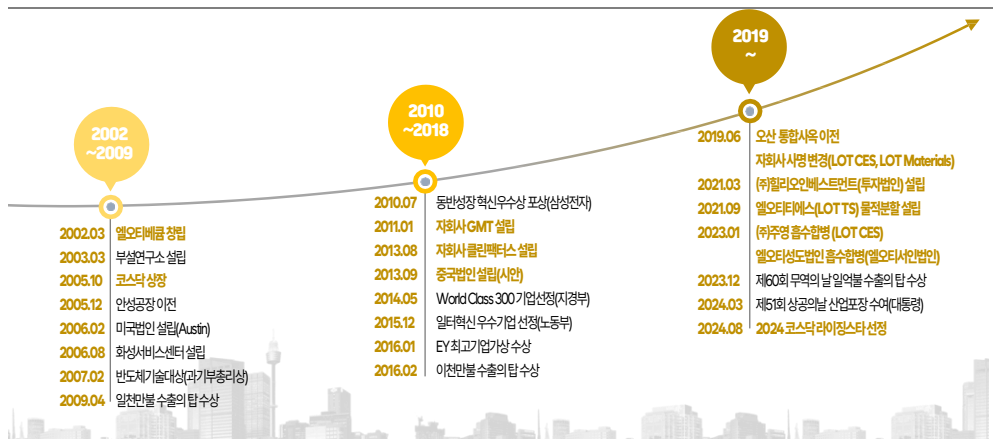 2002
~2009
2002.03 엘오티베큠 창립
2003.03 부설연구소 설립
2005.10 코스닥 상장
2005.12 안성공장 이전
2006.02 미국법인 설립(Austin)
2006.08 화성서비스센터 설립
2007.02 반도체기술대상(과기부총리상)
2009.04 일천만불 수출의 탑 수상
2010
~2018
2010.07 동반성장 혁신우수상 포상(삼성전자)
2011.01 자회사 GMT 설립
2013.08 자회사 클린팩터스 설립
2013.09 중국법인 설립(시안)
2014.05 World Class 300 기업선정(지경부)
2015.12 일터혁신 우수기업 선정(노동부)
2016.01 EY 최고기업가상 수상
2016.02 이천만불 수출의 탑 수상
2019
~
2019.06 오산 통합사옥 이전
자회사 사명 변경(LOT CES, LOT Materials)
2021.03 ㈜힐리오인베스트먼트(투자법인) 설립
2021.09 엘오티티에스(LOT TS) 물적분할 설립
2023.01 ㈜주영 흡수합병 (LOT CES)
엘오티성도법인 흡수합병(엘오티서인법인)
2023.12 제60회 무역의 날 일억불 수출의 탑 수상
2024.03 제51회 상공의날 산업포장 수여(대통령)
2024.08 2024 코스닥 라이징스타 선정